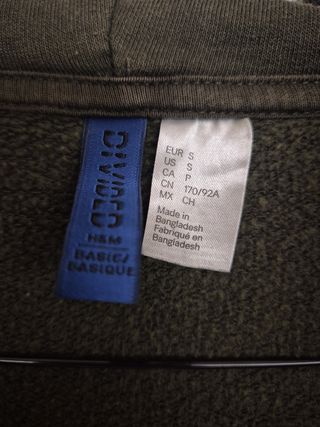 DIVIDED
H&M
BASIC/
BASIQUE
EUR S
US S
CA P
CN 170/92A
MX CH
Made in
Bangladesh
Fabriqué en
Bangladesh